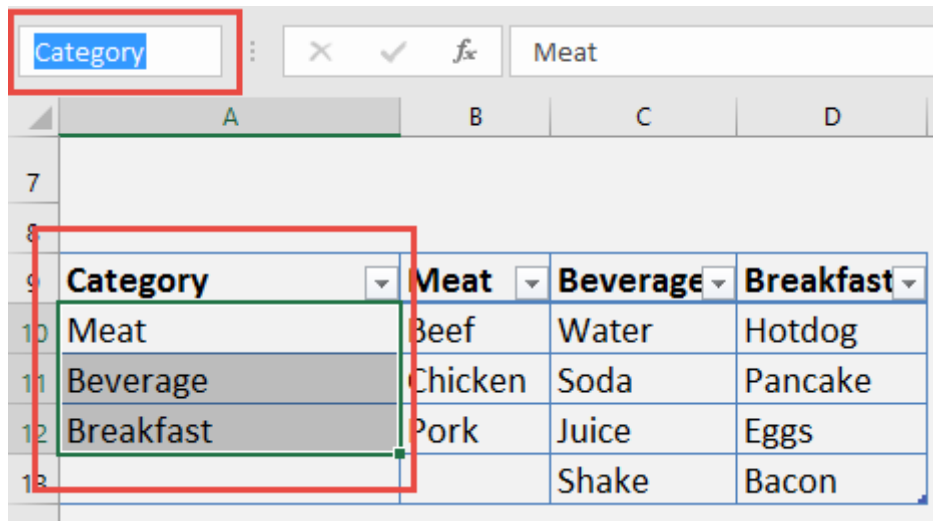 Category fx Meat
A B C D
7
8
9 Category Meat Beverage Breakfast
10 Meat Beef Water Hotdog
11 Beverage Chicken Soda Pancake
12 Breakfast Pork Juice Eggs
13 Shake Bacon